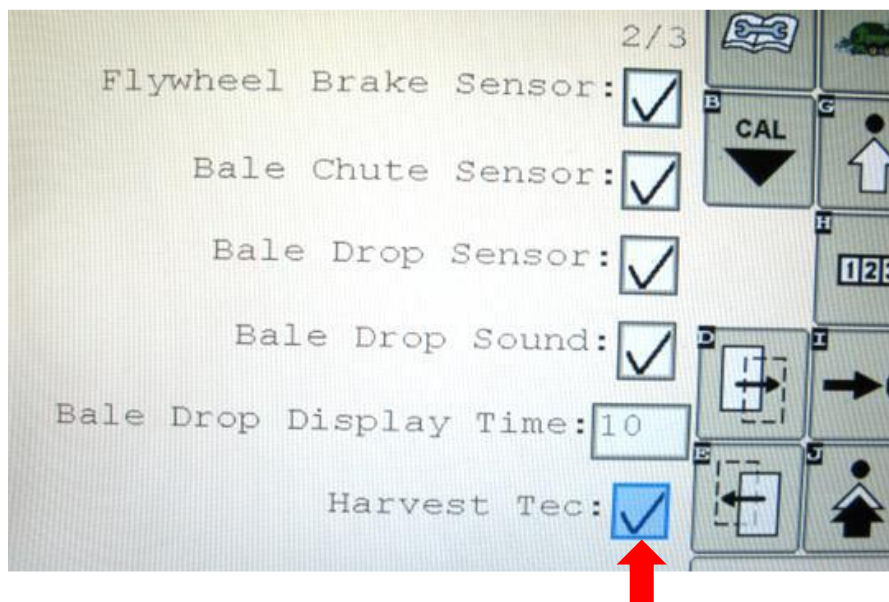 2/3
Flywheel Brake Sensor:
B
G
CAL
Bale Chute Sensor:
H
Bale Drop Sensor:
123
Bale Drop Sound:
D
I
Bale Drop Display Time:10
E
J
Harvest Tec: